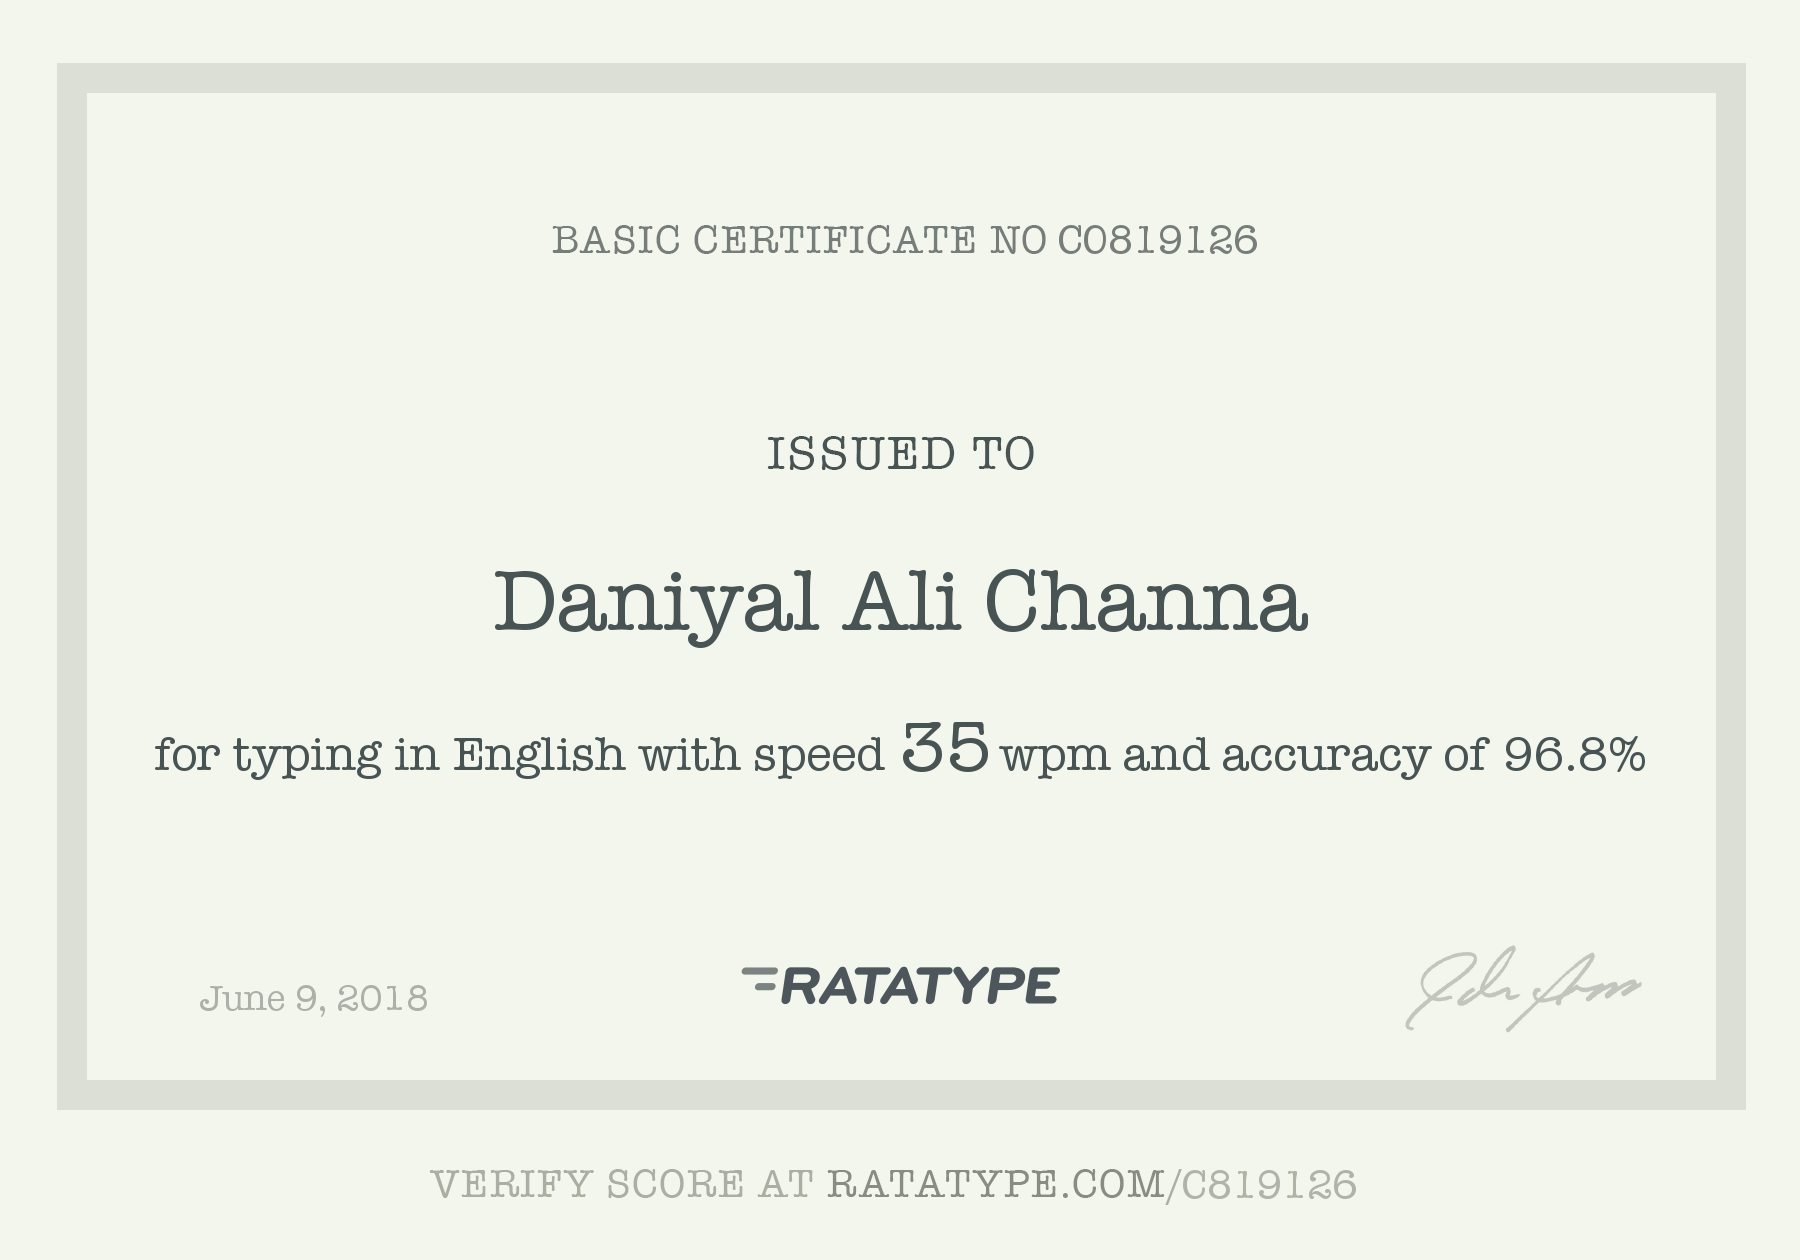 BASIC CERTIFICATE NO C0819126
ISSUED TO
Daniyal Ali Channa
for typing in English with speed 35 wpm and accuracy of 96.8%
June 9, 2018
RATATYPE
VERIFY SCORE AT RATATYPE.COM/C819126